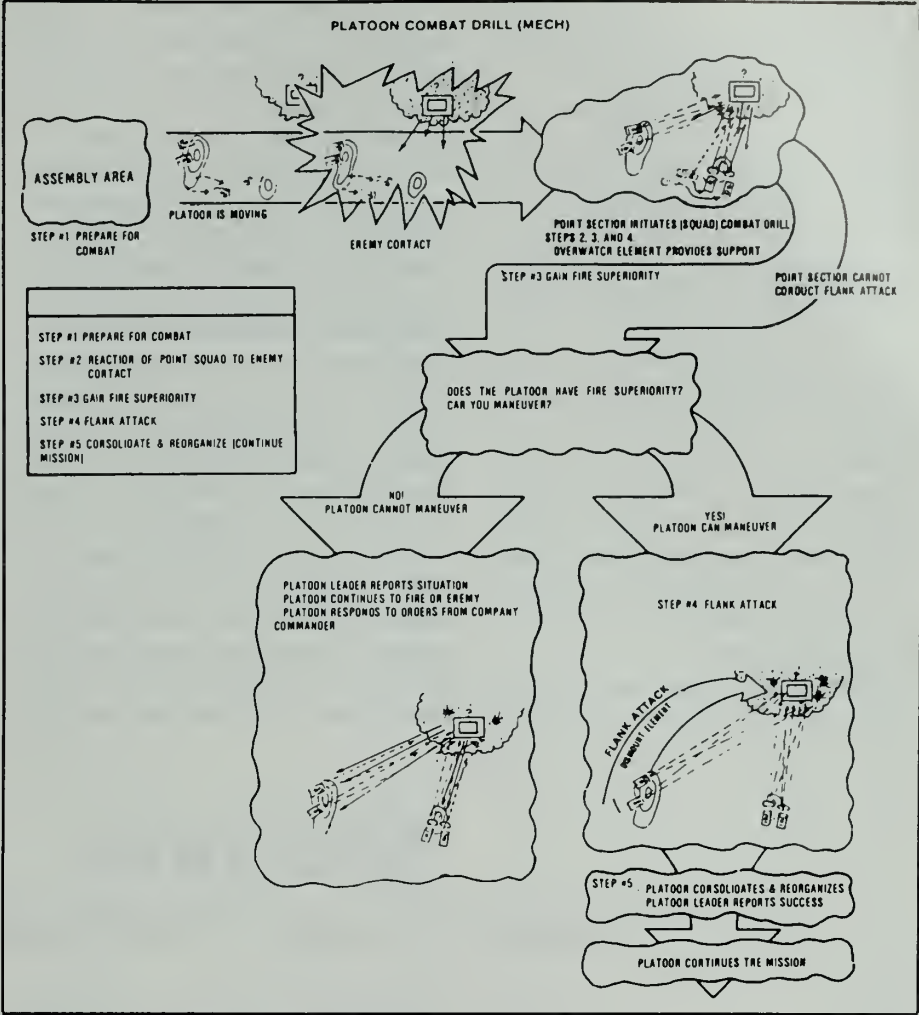 PLATOON COMBAT DRILL (MECH)
ASSEMBLY AREA
STEP #1 PREPARE FOR
COMBAT
PLATOON IS MOVING
ENEMY CONTACT
POINT SECTION INITIATES (SQUAD) COMBAT DRILL
STEPS 2, 3, AND 4.
OVERWATCH ELEMENT PROVIDES SUPPORT
STEP #3 GAIN FIRE SUPERIORITY
POINT SECTION CANNOT
CONDUCT FLANK ATTACK
STEP #1 PREPARE FOR COMBAT
STEP #2 REACTION OF POINT SQUAD TO ENEMY
CONTACT
STEP #3 GAIN FIRE SUPERIORITY
STEP #4 FLANK ATTACK
STEP #5 CONSOLIDATE & REORGANIZE (CONTINUE
MISSION)
DOES THE PLATOON HAVE FIRE SUPERIORITY?
CAN YOU MANEUVER?
NO!
PLATOON CANNOT MANEUVER
YES!
PLATOON CAN MANEUVER
PLATOON LEADER REPORTS SITUATION
PLATOON CONTINUES TO FIRE ON ENEMY
PLATOON RESPONDS TO ORDERS FROM COMPANY
COMMANDER
STEP #4 FLANK ATTACK
FLANK ATTACK
DISMOUNT ELEMENT
STEP #5. PLATOON CONSOLIDATES & REORGANIZES
PLATOON LEADER REPORTS SUCCESS
PLATOON CONTINUES THE MISSION